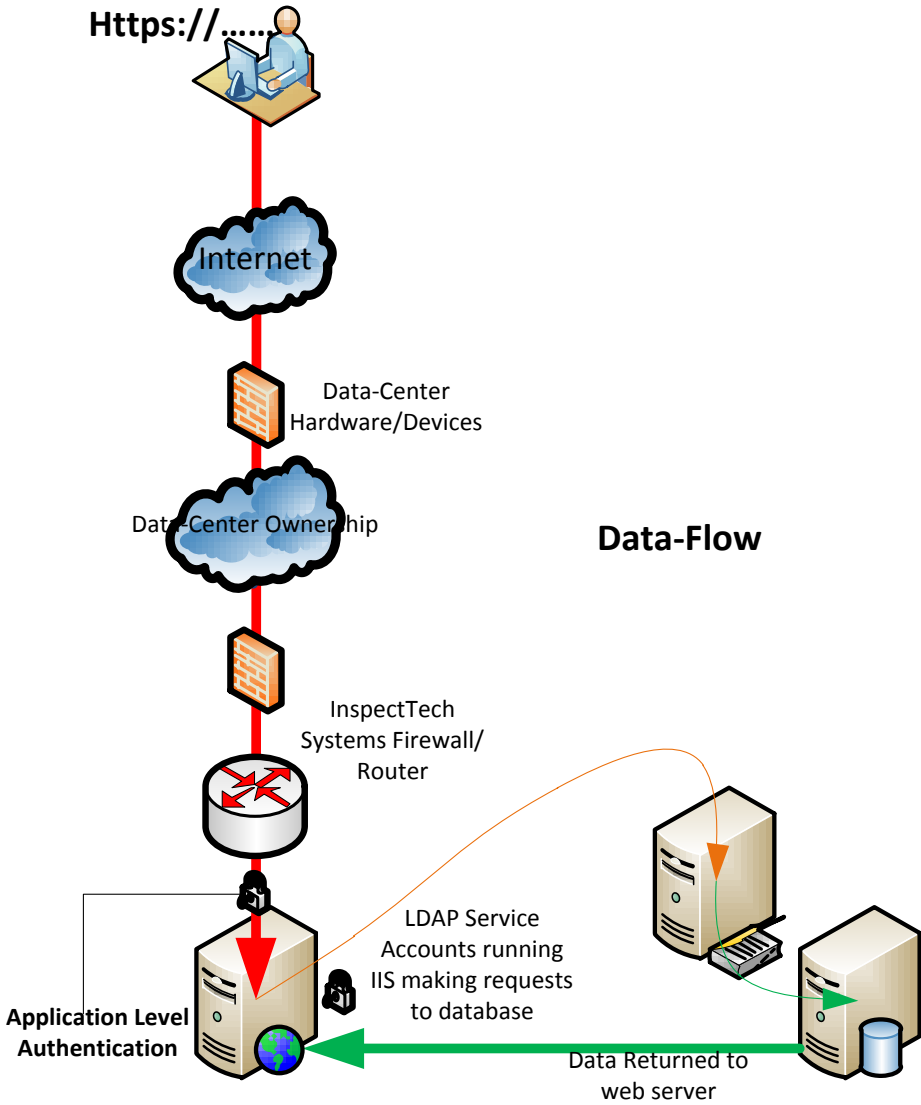 Https://......
Internet
Data-Center
Hardware/Devices
Data-Center Ownership
Data-Flow
InspectTech
Systems Firewall/
Router
LDAP Service
Accounts running
IIS making requests
to database
Application Level
Authentication
Data Returned to
web server